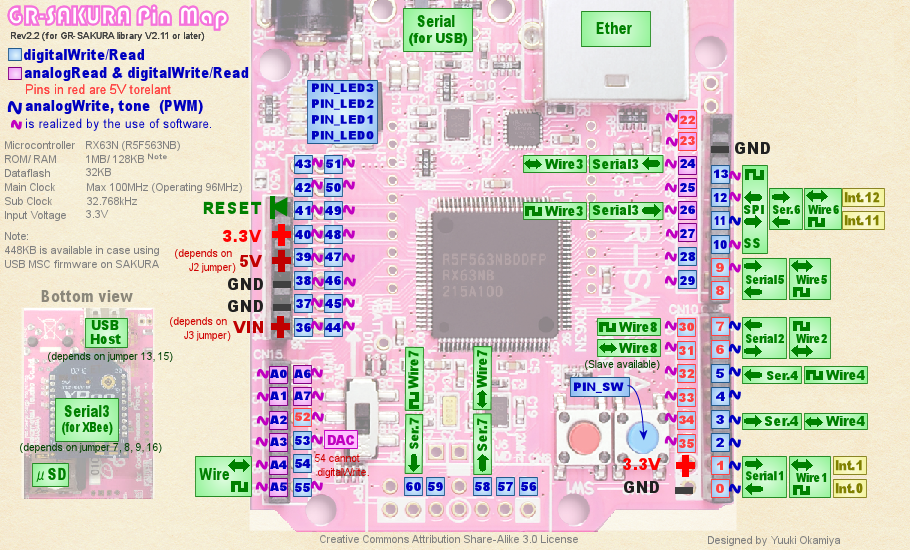 GR-SAKURA Pin Map
Rev2.2 (for GR-SAKURA library V2.11 or later)
digitalWrite/Read
analogRead & digitalWrite/Read
Pins in red are 5V torelant
analogWrite, tone (PWM)
is realized by the use of software.
Microcontroller RX63N (R5F563NB)
ROM/ RAM 1MB/ 128KB Note
Dataflash 32KB
Main Clock Max 100MHz (Operating 96MHz)
Sub Clock 32.768kHz
Input Voltage 3.3V
Note:
448KB is available in case using
USB MSC firmware on SAKURA
Bottom view
USB
Host
(depends on jumper 13, 15)
Serial3
(for XBee)
(depends on jumper 7, 8, 9, 16)
μSD
Serial
(for USB)
Ether
PIN_LED3
PIN_LED2
PIN_LED1
PIN_LED0
43 51
42 50
RESET 41 49
3.3V 40 48
(depends on
J2 jumper) 5V 39 47
GND 38 46
GND 37 45
(depends on
J3 jumper) VIN 36 44
CN15
A0 A6
A1 A7
A2 52
A3 53 DAC
54 cannot
digitalWrite.
Wire A4 54
A5 55
R5F563NBDDFP
RX63NB
215A100
GR-SAK
Wire7
Ser.7
Wire7
Ser.7
60 59 58 57 56
22
23
GND
Wire3 Serial3 24
25
Wire3 Serial3 26
27
28
29
13
12
11
10
SPI
SS
Ser.6 Wire6 Int.12
Int.11
9
8
Serial5 Wire5
CN10
Wire8 30
Wire8 31
(Slave available)
32
33
34
35
PIN_SW
3.3V
GND
SW1
7
6
Serial2 Wire2
5 Ser.4 Wire4
4
3 Ser.4 Wire4
2
1
0
Serial1 Wire1 Int.1
Int.0
Creative Commons Attribution Share-Alike 3.0 License
Designed by Yuuki Okamiya